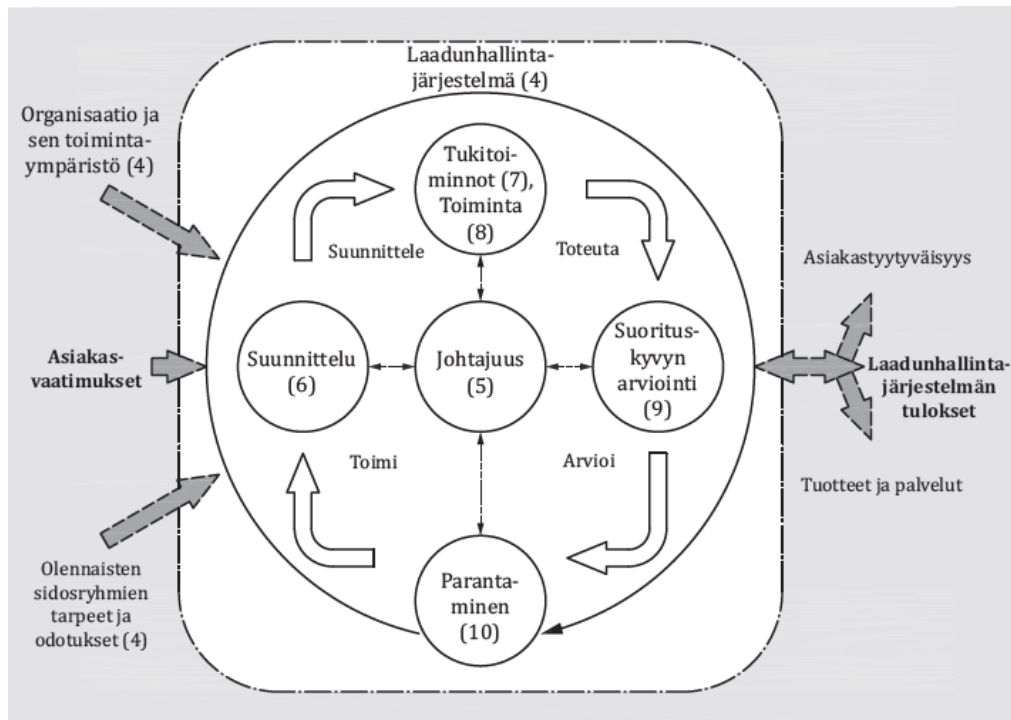 Laadunhallinta-
järjestelmä (4)
Organisaatio ja
sen toiminta-
ympäristö (4)
Tukitoi-
minnot (7),
Toiminta
(8)
Suunnittele
Toteuta
Asiakastyytyväisyys
Asiakas-
vaatimukset
Suunnittelu
(6)
Johtajuus
(5)
Suoritus-
kyvyn
arviointi
(9)
Laadunhallinta-
järjestelmän
tulokset
Toimi
Arvioi
Tuotteet ja palvelut
Olennaisten
sidosryhmien
tarpeet ja
odotukset (4)
Paranta-
minen
(10)